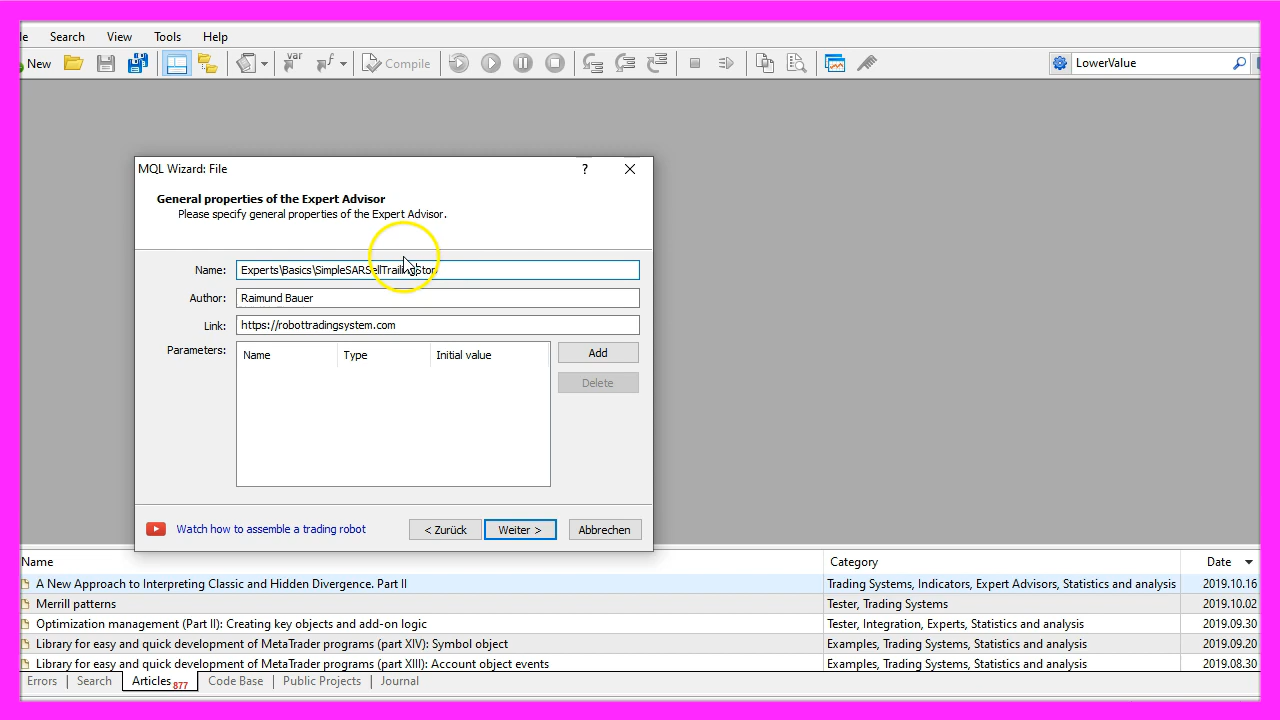 Search View Tools Help
New Compile LowerValue
MQL Wizard: File ?
General properties of the Expert Advisor
Please specify general properties of the Expert Advisor.
Name: Experts\Basics\SimpleSARSellTrailingStop
Author: Raimund Bauer
Link: https://robottradingsystem.com
Parameters: Name Type Initial value Add
Delete
Watch how to assemble a trading robot < Zurück Weiter > Abbrechen
Name Category Date
A New Approach to Interpreting Classic and Hidden Divergence. Part II Trading Systems, Indicators, Expert Advisors, Statistics and analysis 2019.10.16
Merrill patterns Tester, Trading Systems 2019.10.02
Optimization management (Part II): Creating key objects and add-on logic Tester, Integration, Experts, Statistics and analysis 2019.09.30
Library for easy and quick development of MetaTrader programs (part XIV): Symbol object Examples, Trading Systems, Statistics and analysis 2019.09.20
Library for easy and quick development of MetaTrader programs (part XIII): Account object events Examples, Trading Systems, Statistics and analysis 2019.08.30
Errors Search Articles 877 Code Base Public Projects Journal